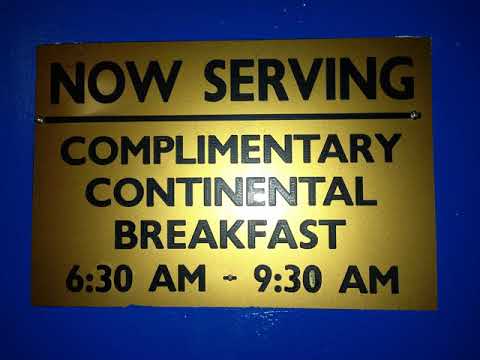 NOW SERVING
COMPLIMENTARY
CONTINENTAL
BREAKFAST
6:30 AM - 9:30 AM